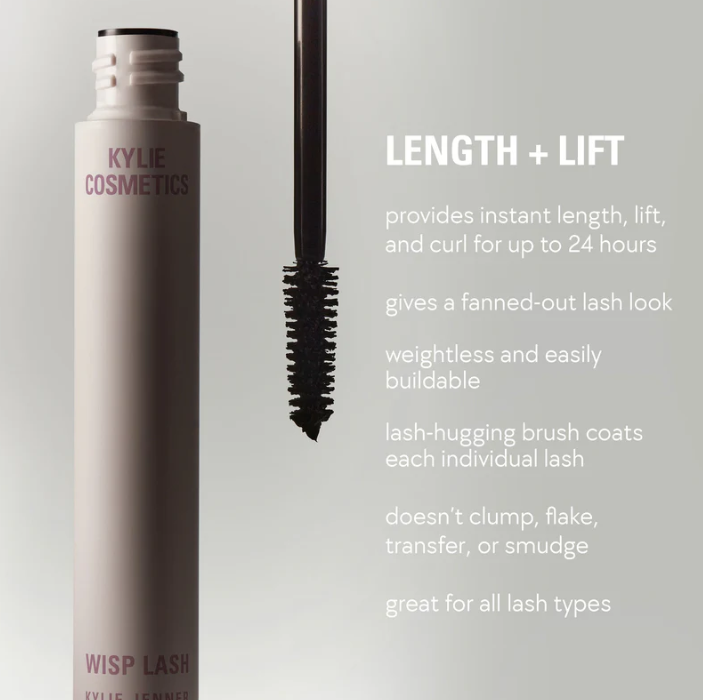 KYLIE
COSMETICS
WISP LASH
KYLIE JENNER
LENGTH + LIFT
provides instant length, lift,
and curl for up to 24 hours
gives a fanned-out lash look
weightless and easily
buildable
lash-hugging brush coats
each individual lash
doesn't clump, flake,
transfer, or smudge
great for all lash types